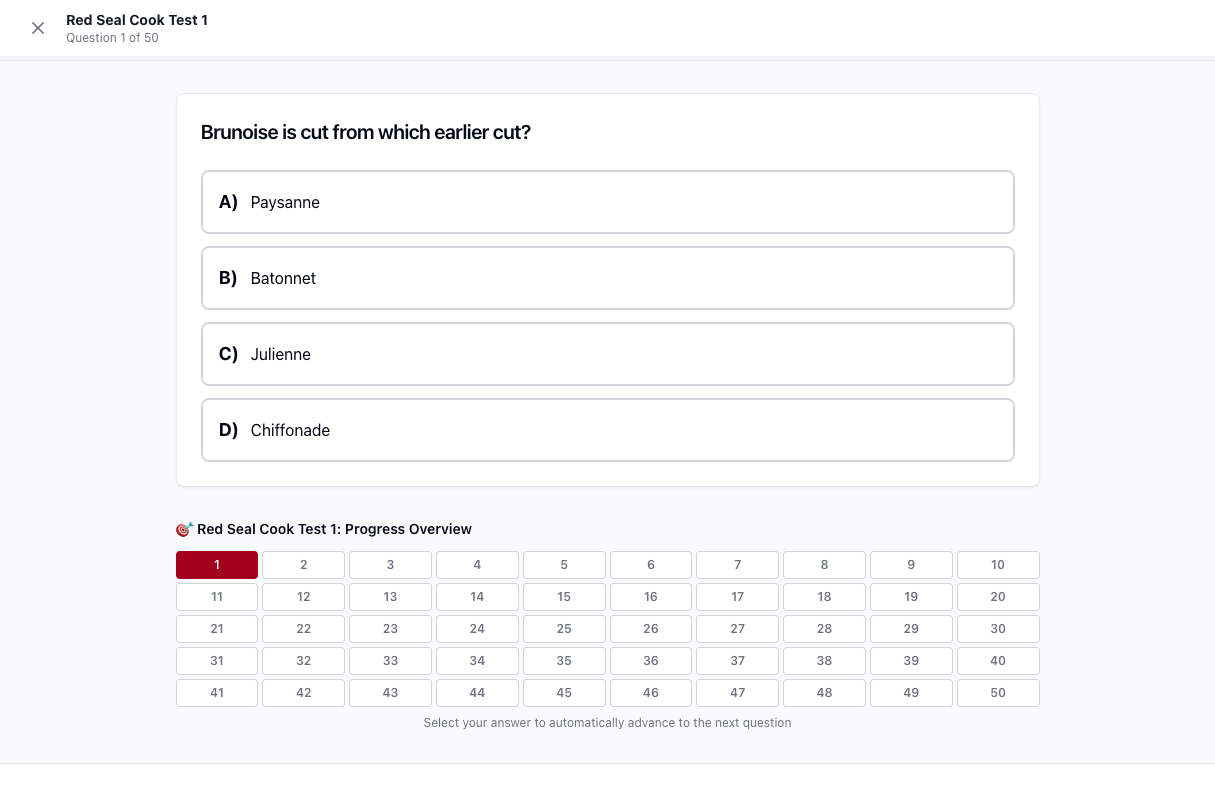 Red Seal Cook Test 1
Question 1 of 50
Brunoise is cut from which earlier cut?
A) Paysanne
B) Batonnet
C) Julienne
D) Chiffonade
🎯 Red Seal Cook Test 1: Progress Overview
1 2 3 4 5 6 7 8 9 10
11 12 13 14 15 16 17 18 19 20
21 22 23 24 25 26 27 28 29 30
31 32 33 34 35 36 37 38 39 40
41 42 43 44 45 46 47 48 49 50
Select your answer to automatically advance to the next question